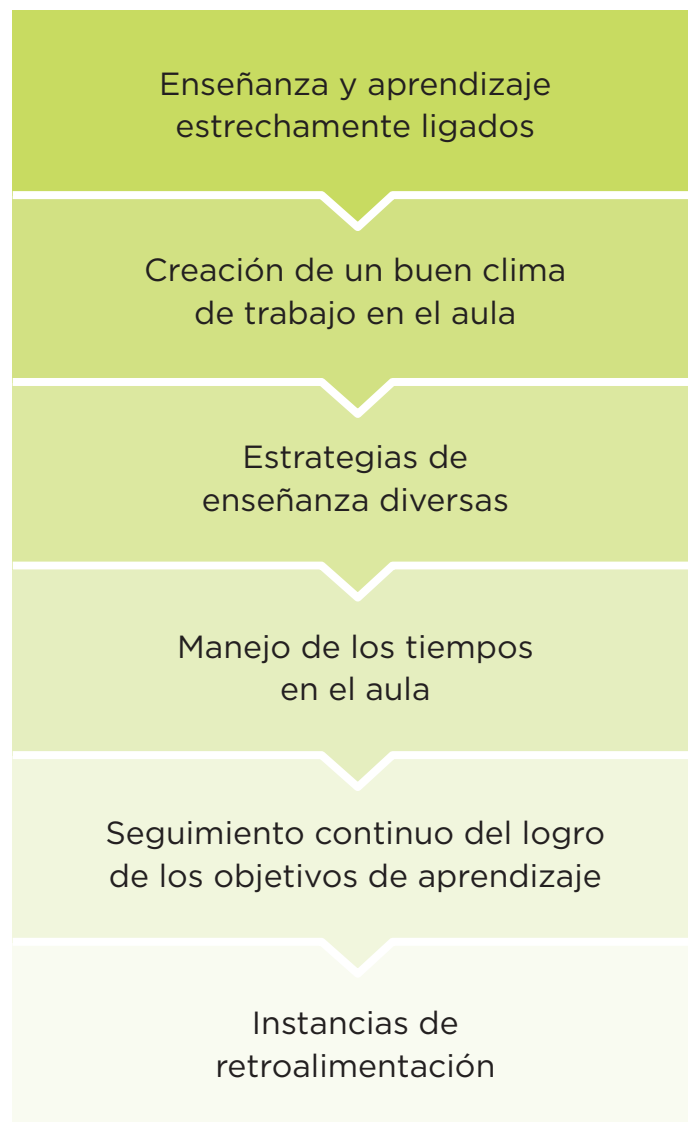 Enseñanza y aprendizaje
estrechamente ligados
Creación de un buen clima
de trabajo en el aula
Estrategias de
enseñanza diversas
Manejo de los tiempos
en el aula
Seguimiento continuo del logro
de los objetivos de aprendizaje
Instancias de
retroalimentación